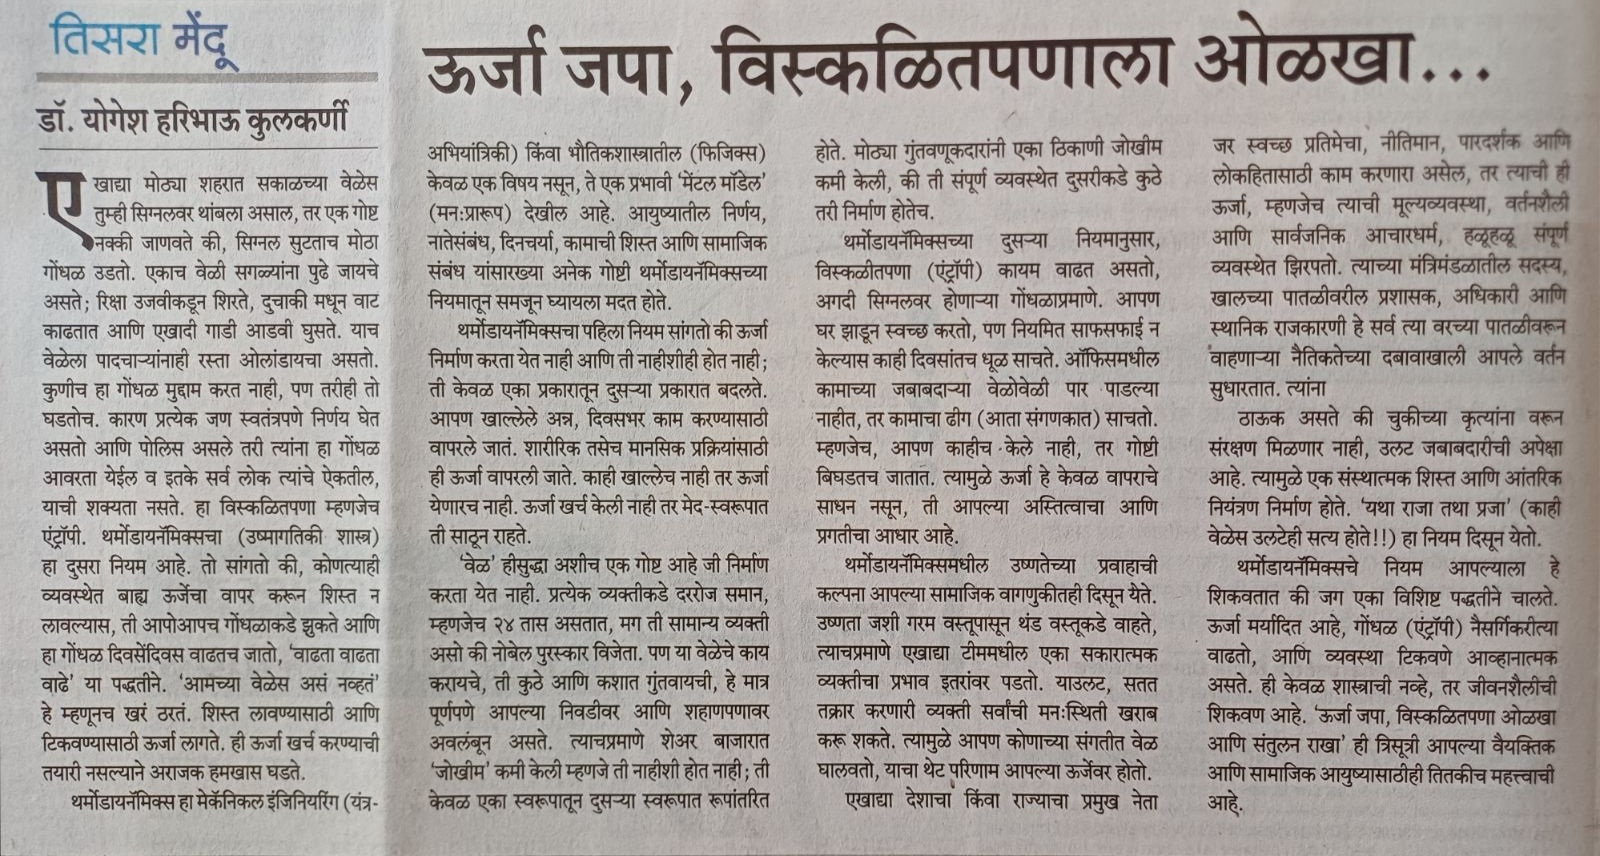 तिसरा मेंदू
डॉ. योगेश हरिभाऊ कुलकर्णी
ऊर्जा जपा, विस्कळितपणाला ओळखा...
एखाद्या मोठ्या शहरात सकाळच्या वेळेस
तुम्ही सिग्नलवर थांबला असाल, तर एक गोष्ट
नक्की जाणवते की, सिग्नल सुटताच मोठा
गोंधळ उडतो. एकाच वेळी सगळ्यांना पुढे जायचे
असते; रिक्षा उजवीकडून शिरते, दुचाकी मधून वाट
काढतात आणि एखादी गाडी आडवी घुसते. याच
वेळेला पादचाऱ्यांनाही रस्ता ओलांडायचा असतो.
कुणीच हा गोंधळ मुद्दाम करत नाही, पण तरीही तो
घडतोच. कारण प्रत्येक जण स्वतंत्रपणे निर्णय घेत
असतो आणि पोलिस असले तरी त्यांना हा गोंधळ
आवरता येईल व इतके सर्व लोक त्यांचे ऐकतील,
याची शक्यता नसते. हा विस्कळितपणा म्हणजेच
एंट्रॉपी. थर्मोडायनॅमिक्सचा (उष्मागतिकी शास्त्र)
हा दुसरा नियम आहे. तो सांगतो की, कोणत्याही
व्यवस्थेत बाह्य ऊर्जेचा वापर करून शिस्त न
लावल्यास, ती आपोआपच गोंधळाकडे झुकते आणि
हा गोंधळ दिवसेंदिवस वाढतच जातो, ‘वाढता वाढता
वाढे’ या पद्धतीने. ‘आमच्या वेळेस असं नव्हतं’
हे म्हणूनच खरं ठरतं. शिस्त लावण्यासाठी आणि
टिकवण्यासाठी ऊर्जा लागते. ही ऊर्जा खर्च करण्याची
तयारी नसल्याने अराजक हमखास घडते.
थर्मोडायनॅमिक्स हा मेकॅनिकल इंजिनियरिंग (यंत्र-
अभियांत्रिकी) किंवा भौतिकशास्त्रातील (फिजिक्स)
केवळ एक विषय नसून, ते एक प्रभावी ‘मेंटल मॉडेल’
(मन:प्रारूप) देखील आहे. आयुष्यातील निर्णय,
नातेसंबंध, दिनचर्या, कामाची शिस्त आणि सामाजिक
संबंध यांसारख्या अनेक गोष्टी थर्मोडायनॅमिक्सच्या
नियमातून समजून घ्यायला मदत होते.
थर्मोडायनॅमिक्सचा पहिला नियम सांगतो की ऊर्जा
निर्माण करता येत नाही आणि ती नाहीशीही होत नाही;
ती केवळ एका प्रकारातून दुसऱ्या प्रकारात बदलते.
आपण खाल्लेले अन्न, दिवसभर काम करण्यासाठी
वापरले जातं. शारीरिक तसेच मानसिक प्रक्रियांसाठी
ही ऊर्जा वापरली जाते. काही खाल्लेच नाही तर ऊर्जा
येणारच नाही. ऊर्जा खर्च केली नाही तर मेद-स्वरूपात
ती साठून राहते.
‘वेळ’ हीसुद्धा अशीच एक गोष्ट आहे जी निर्माण
करता येत नाही. प्रत्येक व्यक्तीकडे दररोज समान,
म्हणजेच २४ तास असतात, मग ती सामान्य व्यक्ती
असो की नोबेल पुरस्कार विजेता. पण या वेळेचे काय
करायचे, ती कुठे आणि कशात गुंतवायची, हे मात्र
पूर्णपणे आपल्या निवडीवर आणि शहाणपणावर
अवलंबून असते. त्याचप्रमाणे शेअर बाजारात
‘जोखीम’ कमी केली म्हणजे ती नाहीशी होत नाही; ती
केवळ एका स्वरूपातून दुसऱ्या स्वरूपात रूपांतरित
होते. मोठ्या गुंतवणूकदारांनी एका ठिकाणी जोखीम
कमी केली, की ती संपूर्ण व्यवस्थेत दुसरीकडे कुठे
तरी निर्माण होतेच.
थर्मोडायनॅमिक्सच्या दुसऱ्या नियमानुसार,
विस्कळीतपणा (एंट्रॉपी) कायम वाढत असतो,
अगदी सिग्नलवर होणाऱ्या गोंधळाप्रमाणे. आपण
घर झाडून स्वच्छ करतो, पण नियमित साफसफाई न
केल्यास काही दिवसांतच धूळ साचते. ऑफिसमधील
कामाच्या जबाबदाऱ्या वेळोवेळी पार पाडल्या
नाहीत, तर कामाचा ढीग (आता संगणकात) साचतो.
म्हणजेच, आपण काहीच केले नाही, तर गोष्टी
बिघडतच जातात. त्यामुळे ऊर्जा हे केवळ वापराचे
साधन नसून, ती आपल्या अस्तित्वाचा आणि
प्रगतीचा आधार आहे.
थर्मोडायनॅमिक्समधील उष्णतेच्या प्रवाहाची
कल्पना आपल्या सामाजिक वागणुकीतही दिसून येते.
उष्णता जशी गरम वस्तूपासून थंड वस्तूकडे वाहते,
त्याचप्रमाणे एखाद्या टीममधील एका सकारात्मक
व्यक्तीचा प्रभाव इतरांवर पडतो. याउलट, सतत
तक्रार करणारी व्यक्ती सर्वांची मन:स्थिती खराब
करू शकते. त्यामुळे आपण कोणाच्या संगतीत वेळ
घालवतो, याचा थेट परिणाम आपल्या ऊर्जेवर होतो.
एखाद्या देशाचा किंवा राज्याचा प्रमुख नेता
जर स्वच्छ प्रतिमेचा, नीतिमान, पारदर्शक आणि
लोकहितासाठी काम करणारा असेल, तर त्याची ही
ऊर्जा, म्हणजेच त्याची मूल्यव्यवस्था, वर्तनशैली
आणि सार्वजनिक आचारधर्म, हळूहळू संपूर्ण
व्यवस्थेत झिरपतो. त्याच्या मंत्रिमंडळातील सदस्य,
खालच्या पातळीवरील प्रशासक, अधिकारी आणि
स्थानिक राजकारणी हे सर्व त्या वरच्या पातळीवरून
वाहणाऱ्या नैतिकतेच्या दबावाखाली आपले वर्तन
सुधारतात. त्यांना
ठाऊक असते की चुकीच्या कृत्यांना वरून
संरक्षण मिळणार नाही, उलट जबाबदारीची अपेक्षा
आहे. त्यामुळे एक संस्थात्मक शिस्त आणि आंतरिक
नियंत्रण निर्माण होते. ‘यथा राजा तथा प्रजा’ (काही
वेळेस उलटेही सत्य होते!!) हा नियम दिसून येतो.
थर्मोडायनॅमिक्सचे नियम आपल्याला हे
शिकवतात की जग एका विशिष्ट पद्धतीने चालते.
ऊर्जा मर्यादित आहे, गोंधळ (एंट्रॉपी) नैसर्गिकरीत्या
वाढतो, आणि व्यवस्था टिकवणे आव्हानात्मक
असते. ही केवळ शास्त्राची नव्हे, तर जीवनशैलीची
शिकवण आहे. ‘ऊर्जा जपा, विस्कळितपणा ओळखा
आणि संतुलन राखा’ ही त्रिसूत्री आपल्या वैयक्तिक
आणि सामाजिक आयुष्यासाठीही तितकीच महत्त्वाची
आहे.